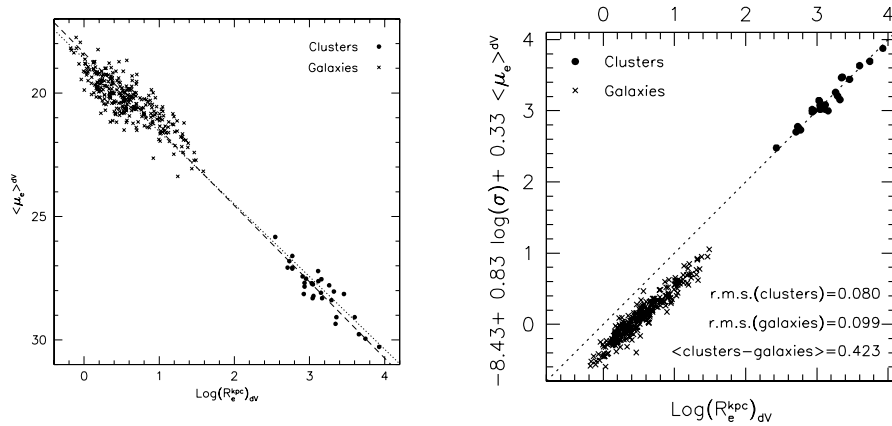 Clusters
Galaxies
20
25
30
<μe>dV
0 1 2 3 4
Log(Rekpc)dV
0 1 2 3 4
Clusters
Galaxies
4
3
2
1
0
−8.43+ 0.83 log(σ)+ 0.33 <μe>dV
r.m.s.(clusters)=0.080
r.m.s.(galaxies)=0.099
<clusters−galaxies>=0.423
Log(Rekpc)dV